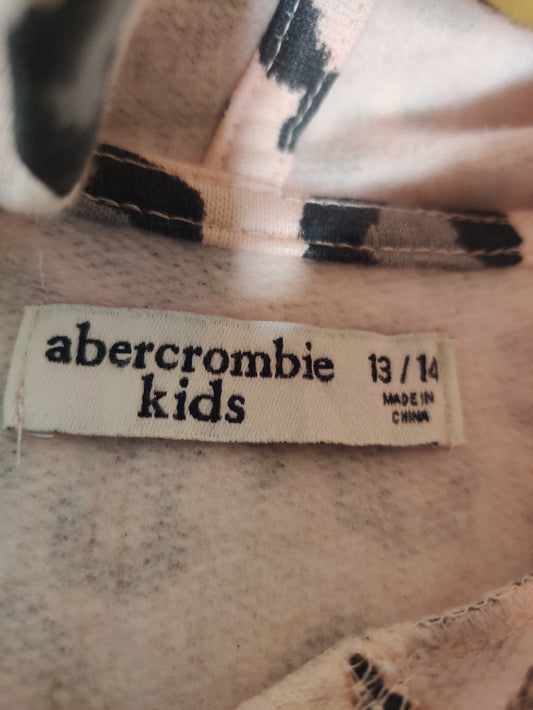 abercrombie
kids
13 / 14
MADE IN
CHINA